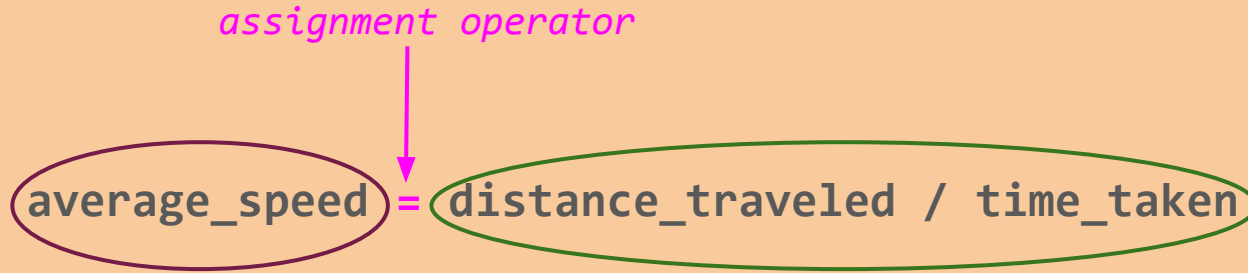 assignment operator
average_speed = distance_traveled / time_taken